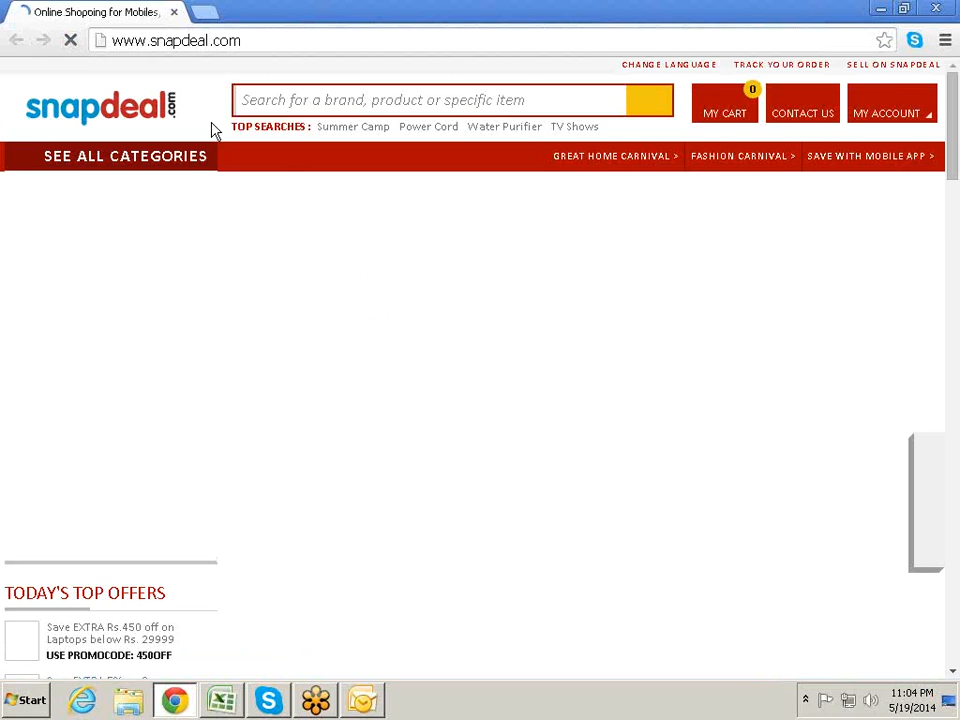 Online Shopping for Mobiles,
www.snapdeal.com
CHANGE LANGUAGE TRACK YOUR ORDER SELL ON SNAPDEAL
snapdeal.com
Search for a brand, product or specific item
0
MY CART
CONTACT US
MY ACCOUNT
TOP SEARCHES : Summer Camp Power Cord Water Purifier TV Shows
SEE ALL CATEGORIES
GREAT HOME CARNIVAL > FASHION CARNIVAL > SAVE WITH MOBILE APP >
TODAY'S TOP OFFERS
Save EXTRA Rs.450 off on
Laptops below Rs. 29999
USE PROMOCODE: 450OFF
Start
11:04 PM
5/19/2014